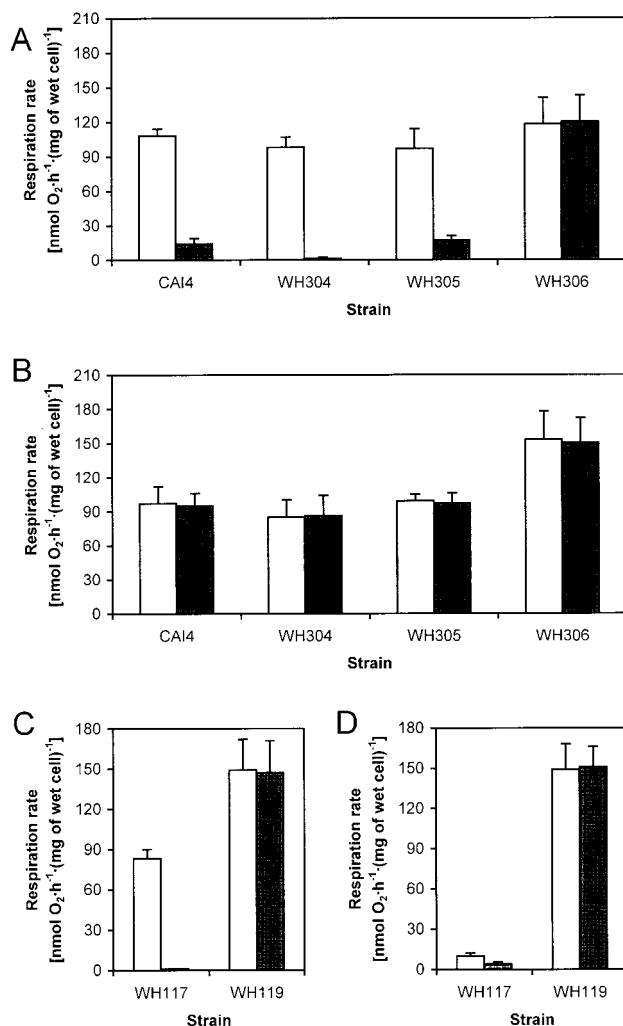 A
Respiration rate
[nmol O₂·h⁻¹·(mg of wet cell)⁻¹]
210
180
150
120
90
60
30
0
CAI4 WH304 WH305 WH306
Strain
B
Respiration rate
[nmol O₂·h⁻¹·(mg of wet cell)⁻¹]
210
180
150
120
90
60
30
0
CAI4 WH304 WH305 WH306
Strain
C
Respiration rate
[nmol O₂·h⁻¹·(mg of wet cell)⁻¹]
180
150
120
90
60
30
0
WH117 WH119
Strain
D
Respiration rate
[nmol O₂·h⁻¹·(mg of wet cell)⁻¹]
180
150
120
90
60
30
0
WH117 WH119
Strain